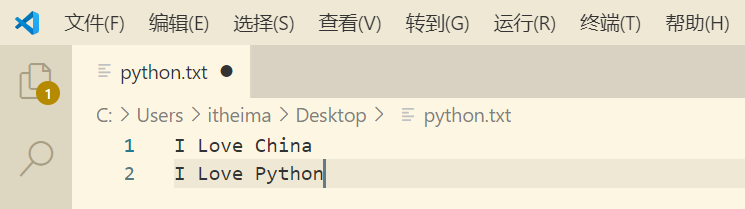 文件(F) 编辑(E) 选择(S) 查看(V) 转到(G) 运行(R) 终端(T) 帮助(H)
python.txt
1
C: > Users > itheima > Desktop > python.txt
1 I Love China
2 I Love Python